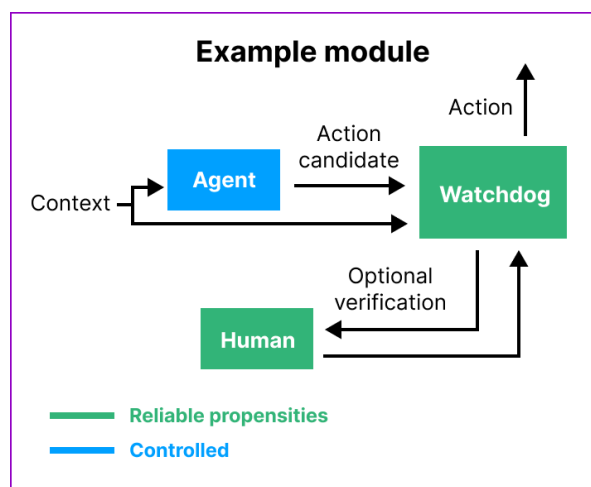 Example module
Action
Action
candidate
Agent
Watchdog
Context
Optional
verification
Human
Reliable propensities
Controlled